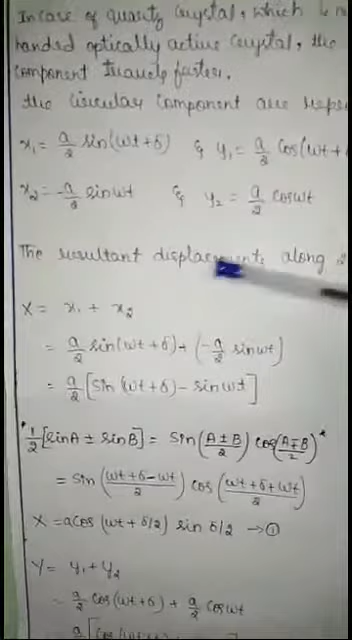 In case of quartz crystal, which is
handed optically active crystal, the
component travels faster.
the circular component are
x₁ = a/2 sin(ωt + δ) & y₁ = a/2 cos(ωt +
x₂ = -a/2 sinωt & y₂ = a/2 cosωt
The resultant displacements along
X = x₁ + x₂
= a/2 sin(ωt + δ) + (-a/2 sinωt)
= a/2 [sin (ωt + δ) - sinωt]
* 1/2 [sinA ± sinB] = sin(A±B/2) cos(A∓B/2) *
= sin (ωt + δ - ωt/2) cos (ωt + δ + ωt/2)
X = a cos (ωt + δ/2) sin δ/2 → ①
Y = y₁ + y₂
= a/2 cos(ωt + δ) + a/2 cosωt